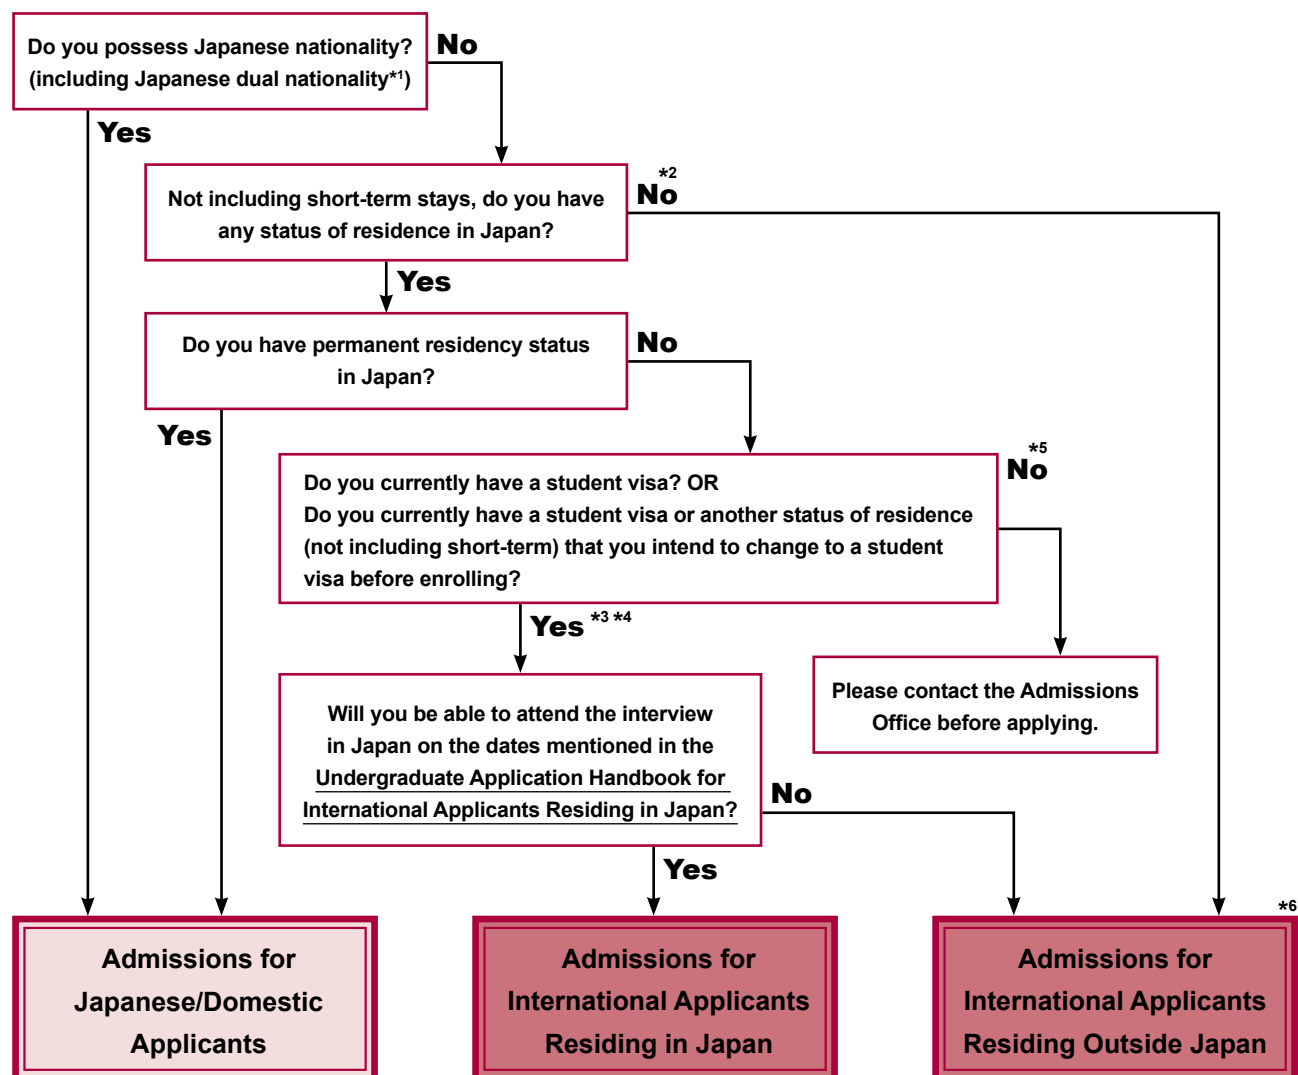 Do you possess Japanese nationality?
(including Japanese dual nationality*1)
No
Yes
Not including short-term stays, do you have
any status of residence in Japan?
*2
No
Yes
Do you have permanent residency status
in Japan?
No
Yes
Do you currently have a student visa? OR
Do you currently have a student visa or another status of residence
(not including short-term) that you intend to change to a student
visa before enrolling?
*5
No
Yes *3 *4
Please contact the Admissions
Office before applying.
Will you be able to attend the interview
in Japan on the dates mentioned in the
Undergraduate Application Handbook for
International Applicants Residing in Japan?
No
Yes
Admissions for
Japanese/Domestic
Applicants
Admissions for
International Applicants
Residing in Japan
*6
Admissions for
International Applicants
Residing Outside Japan